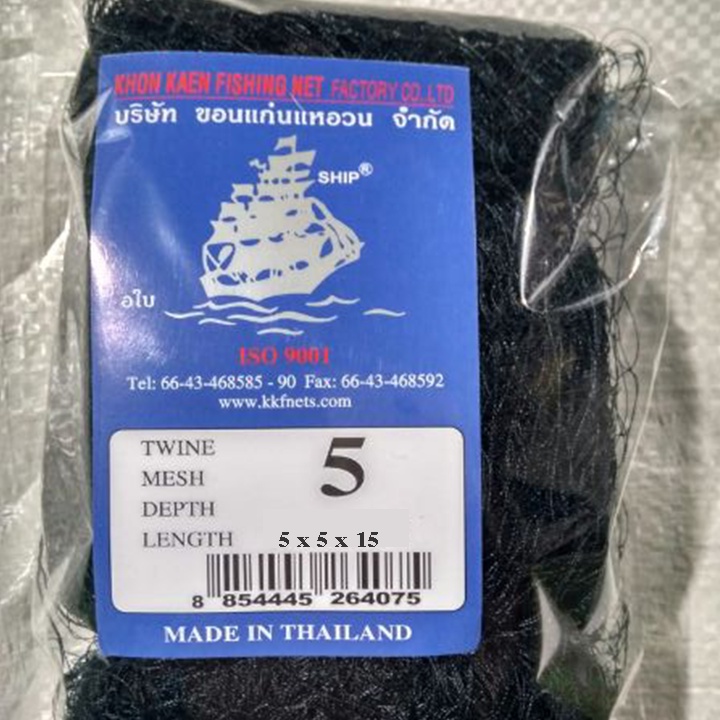 KHON KAEN FISHING NET FACTORY CO.,LTD
บริษัท ขอนแก่นแหอวน จำกัด
SHIP®
อใบ
ISO 9001
Tel: 66-43-468585 - 90 Fax: 66-43-468592
www.kkfnets.com
TWINE
MESH
5
DEPTH
LENGTH 5 x 5 x 15
8 854445 264075
MADE IN THAILAND